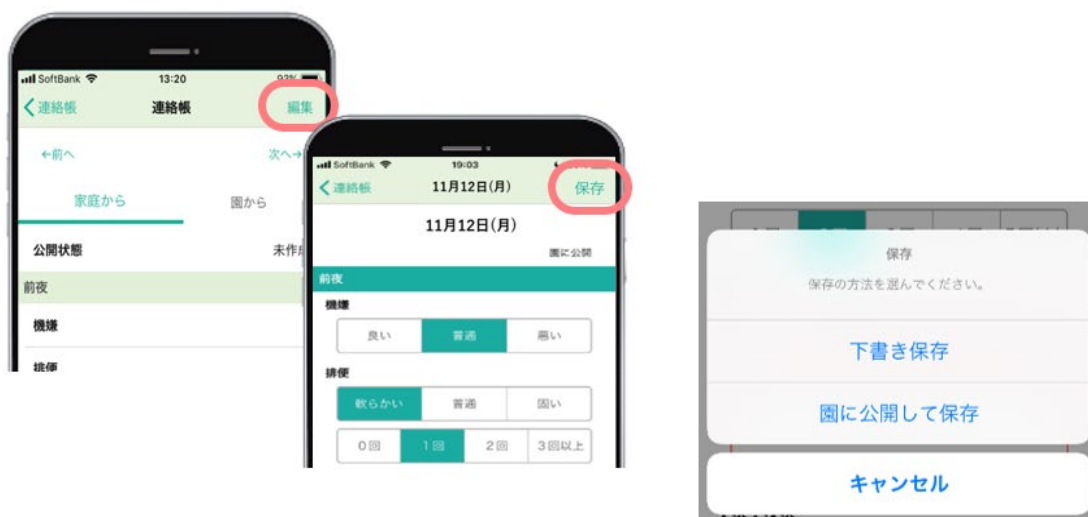 SoftBank 13:20 93%
連絡帳 連絡帳 編集
←前へ 次へ→
家庭から 園から
公開状態 未作成
前夜
機嫌
排便
SoftBank 19:03
連絡帳 11月12日(月) 保存
11月12日(月)
園に公開
前夜
機嫌
良い 普通 悪い
排便
軟らかい 普通 固い
0回 1回 2回 3回以上
保存
保存の方法を選んでください。
下書き保存
園に公開して保存
キャンセル